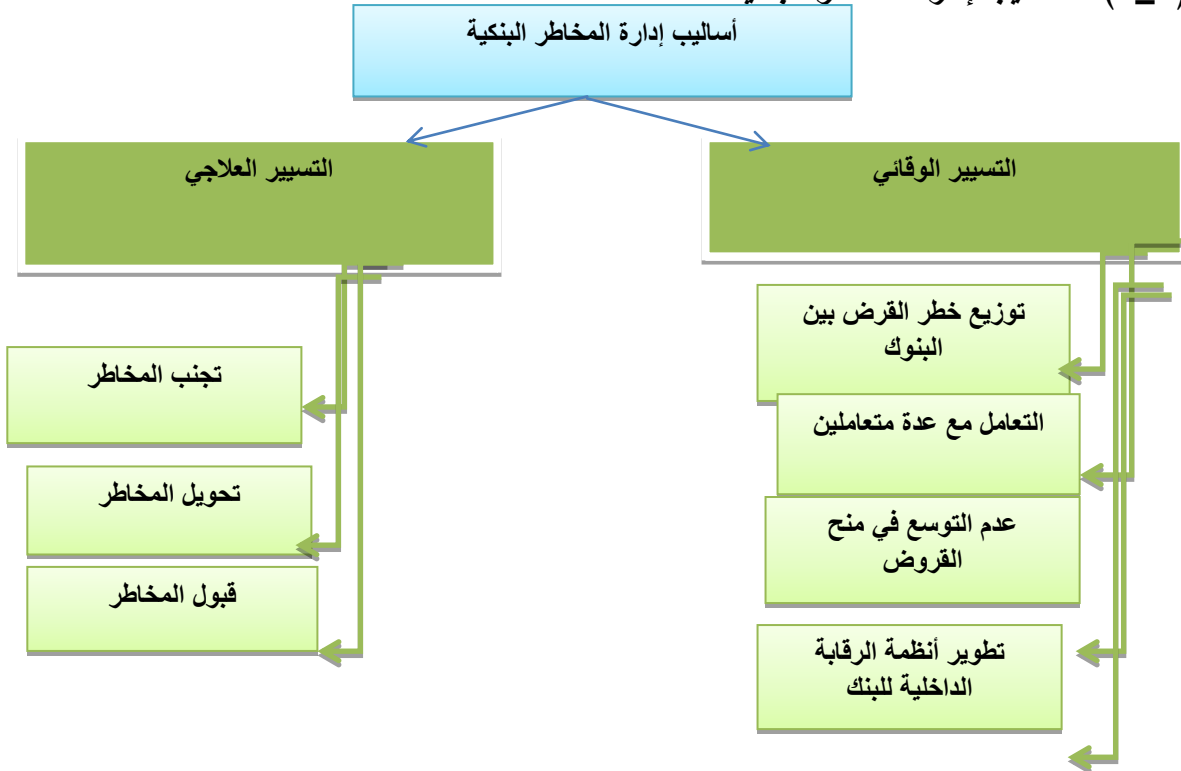 أساليب إدارة المخاطر البنكية
التسيير الوقائي
التسيير العلاجي
توزيع خطر القرض بين
البنوك
التعامل مع عدة متعاملين
عدم التوسع في منح
القروض
تطوير أنظمة الرقابة
الداخلية للبنك
تجنب المخاطر
تحويل المخاطر
قبول المخاطر